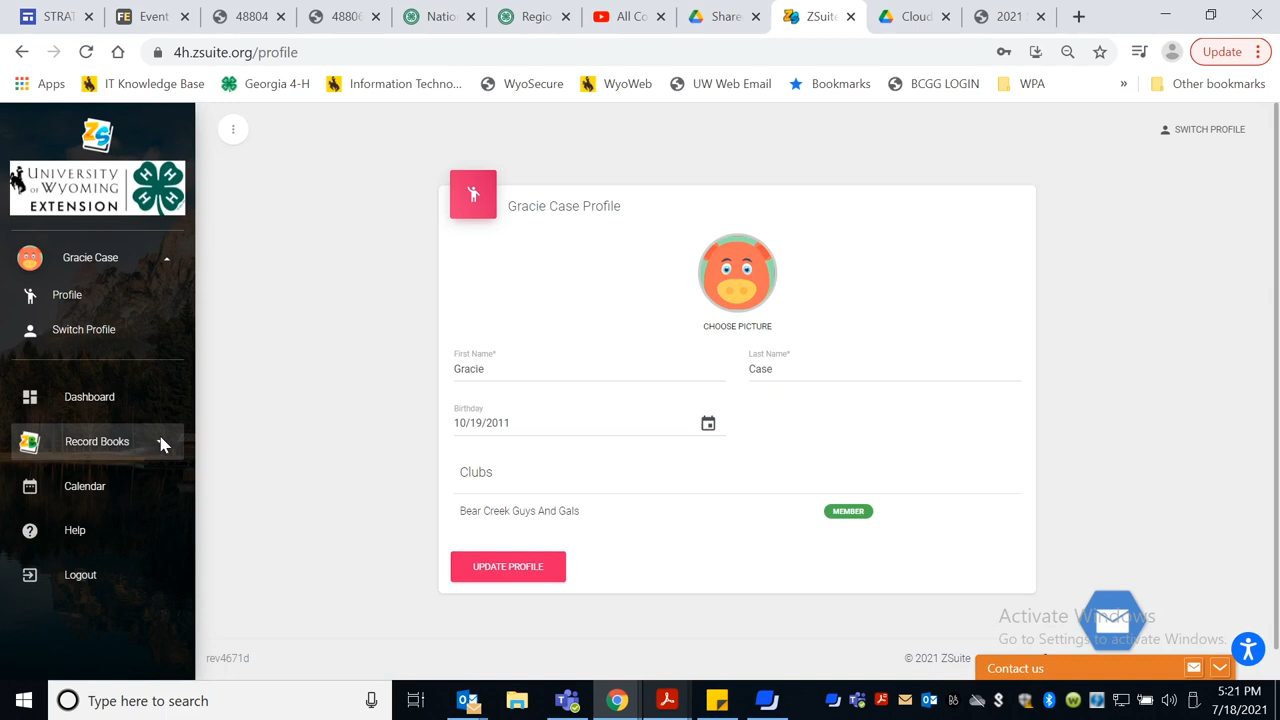 STRAT
Event
48804
4880
Natio
Regio
All Co
Share
ZSuite
Cloud
2021
4h.zsuite.org/profile
Update
Apps
IT Knowledge Base
Georgia 4-H
Information Techno...
WyoSecure
WyoWeb
UW Web Email
Bookmarks
BCGG LOGIN
WPA
»
Other bookmarks
ZS
UNIVERSITY
OF WYOMING
EXTENSION
H H H H
SWITCH PROFILE
Gracie Case
Profile
Switch Profile
Dashboard
Record Books
Calendar
Help
Logout
Gracie Case Profile
CHOOSE PICTURE
First Name*
Gracie
Last Name*
Case
Birthday
10/19/2011
Clubs
Bear Creek Guys And Gals
MEMBER
UPDATE PROFILE
Activate Windows
Go to Settings to activate Windows.
rev4671d
© 2021 ZSuite
Contact us
Type here to search
5:21 PM
7/18/2021